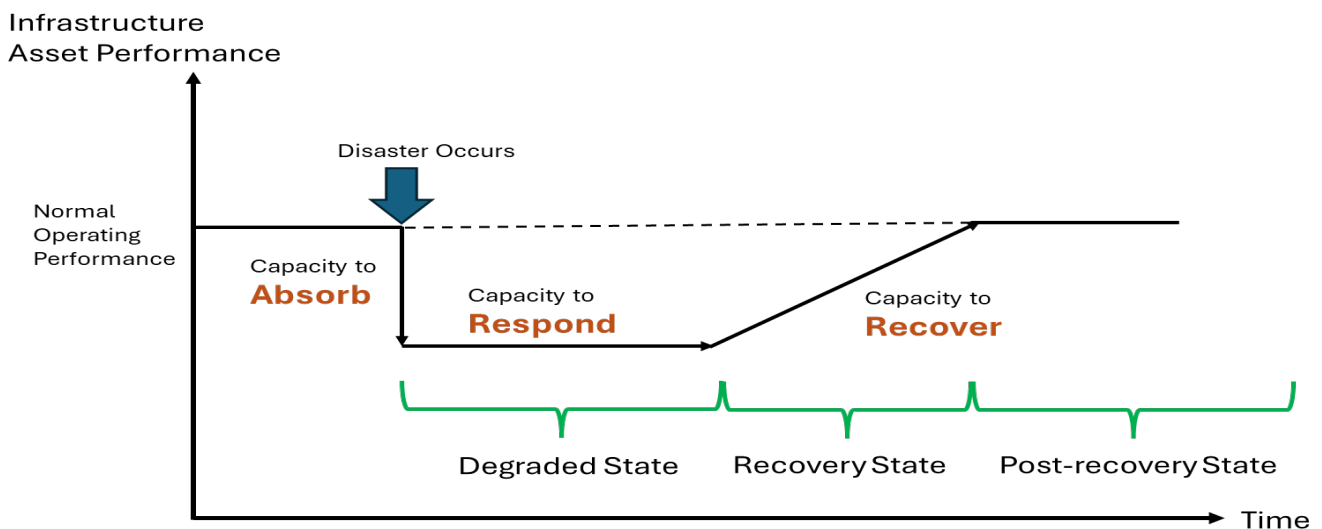 Infrastructure
Asset Performance
Disaster Occurs
Normal
Operating
Performance
Capacity to
Absorb
Capacity to
Respond
Capacity to
Recover
Degraded State
Recovery State
Post-recovery State
Time